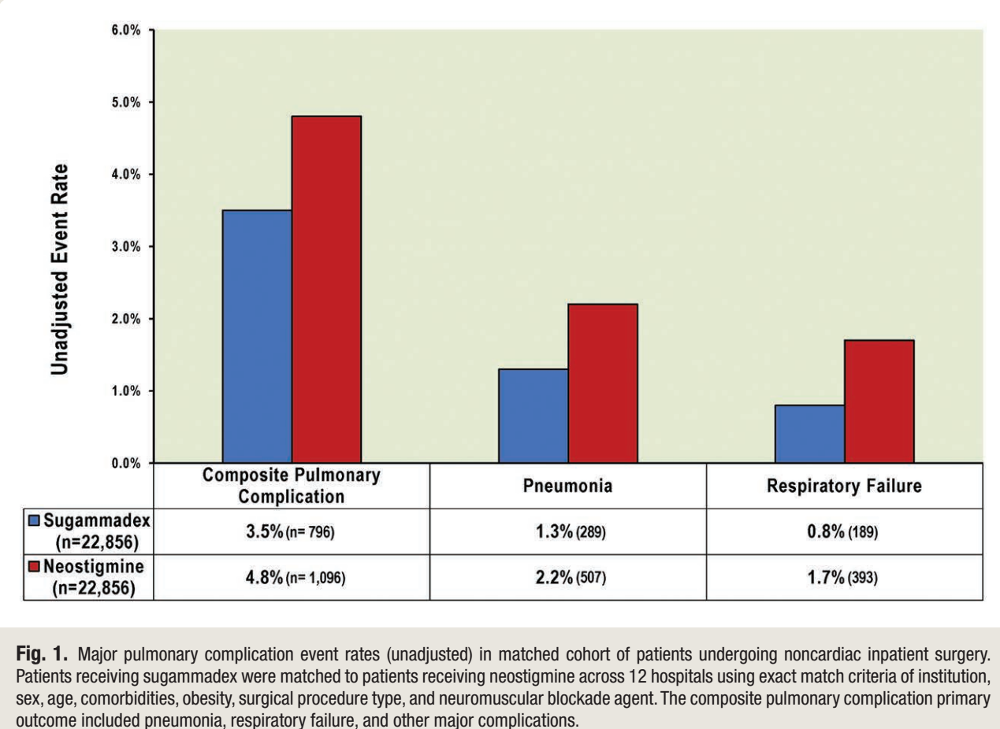 6.0%
5.0%
4.0%
3.0%
2.0%
1.0%
0.0%
Unadjusted Event Rate
Composite Pulmonary
Complication
Pneumonia
Respiratory Failure
Sugammadex
(n=22,856)
3.5% (n= 796)
1.3% (289)
0.8% (189)
Neostigmine
(n=22,856)
4.8% (n= 1,096)
2.2% (507)
1.7% (393)
Fig. 1. Major pulmonary complication event rates (unadjusted) in matched cohort of patients undergoing noncardiac inpatient surgery.
Patients receiving sugammadex were matched to patients receiving neostigmine across 12 hospitals using exact match criteria of institution,
sex, age, comorbidities, obesity, surgical procedure type, and neuromuscular blockade agent. The composite pulmonary complication primary
outcome included pneumonia, respiratory failure, and other major complications.